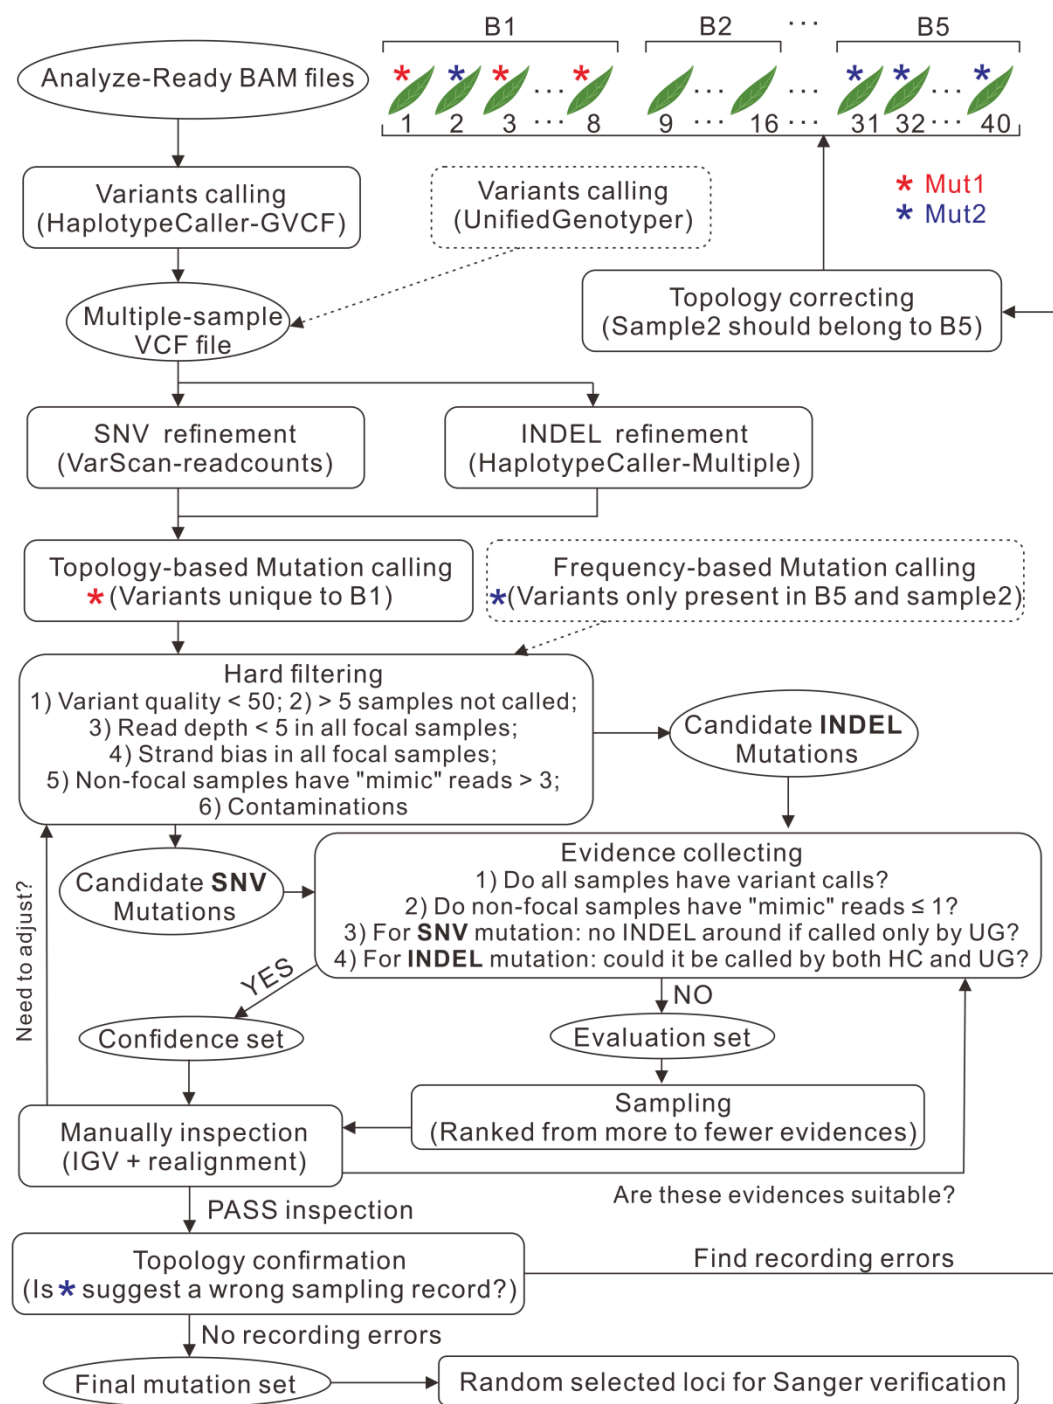 B1
B2
...
B5
Analyze-Ready BAM files
* * * ... *
... ...
* * ... *
1 2 3 ... 8
9 ... 16 ... 31 32 ... 40
* Mut1
* Mut2
Variants calling
(HaplotypeCaller-GVCF)
Variants calling
(UnifiedGenotyper)
Topology correcting
(Sample2 should belong to B5)
Multiple-sample
VCF file
SNV refinement
(VarScan-readcounts)
INDEL refinement
(HaplotypeCaller-Multiple)
Topology-based Mutation calling
* (Variants unique to B1)
Frequency-based Mutation calling
*(Variants only present in B5 and sample2)
Hard filtering
1) Variant quality < 50; 2) > 5 samples not called;
3) Read depth < 5 in all focal samples;
4) Strand bias in all focal samples;
5) Non-focal samples have "mimic" reads > 3;
6) Contaminations
Candidate INDEL
Mutations
Need to adjust?
Candidate SNV
Mutations
Evidence collecting
1) Do all samples have variant calls?
2) Do non-focal samples have "mimic" reads ≤ 1?
3) For SNV mutation: no INDEL around if called only by UG?
4) For INDEL mutation: could it be called by both HC and UG?
YES
NO
Confidence set
Evaluation set
Sampling
(Ranked from more to fewer evidences)
Manually inspection
(IGV + realignment)
Are these evidences suitable?
PASS inspection
Topology confirmation
(Is * suggest a wrong sampling record?)
Find recording errors
No recording errors
Final mutation set
Random selected loci for Sanger verification